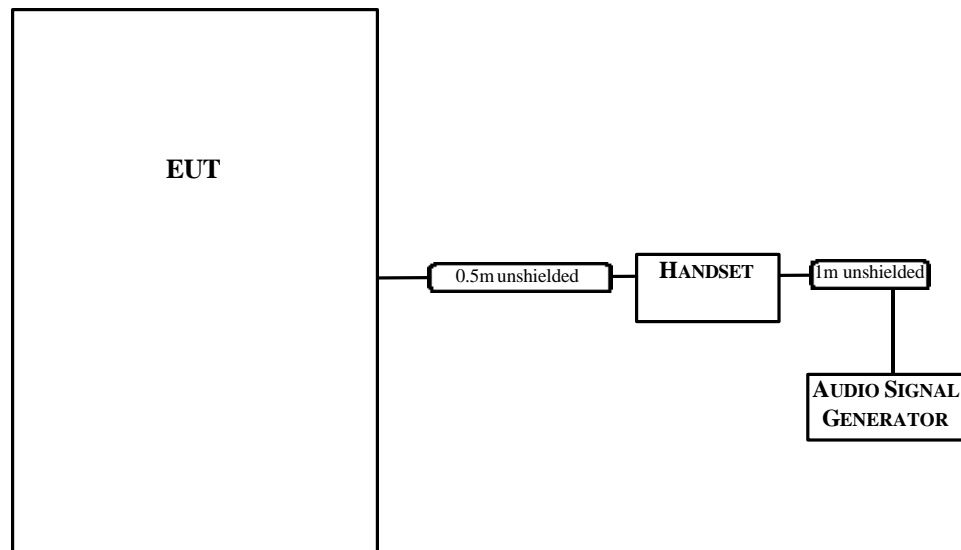 EUT
0.5m unshielded
HANDSET
1m unshielded
AUDIO SIGNAL
GENERATOR